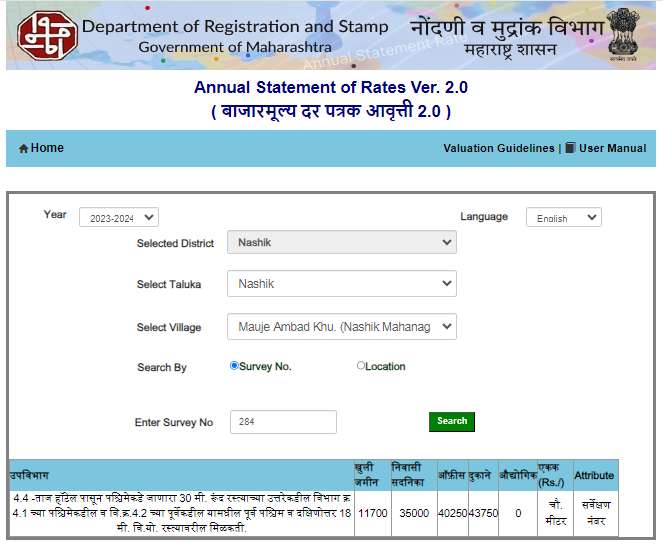 Department of Registration and Stamp
Government of Maharashtra
नोंदणी व मुद्रांक विभाग
महाराष्ट्र शासन
Annual Statement Rate
Annual Statement of Rates Ver. 2.0
( बाजारमूल्य दर पत्रक आवृत्ती 2.0 )
Home
Valuation Guidelines | User Manual
Year 2023-2024 Language English
Selected District Nashik
Select Taluka Nashik
Select Village Mauje Ambad Khu. (Nashik Mahanag
Search By Survey No. Location
Enter Survey No 284 Search
उपविभाग खुली जमीन निवासी सदनिका ऑफ़ीस दुकाने औद्योगिक एकक (Rs./) Attribute
4.4 -ताज हॉटेल पासून पश्चिमेकडे जाणारा 30 मी. रूंद रस्त्याच्या उत्तरेकडील विभाग क्र
4.1 च्या पश्चिमेकडील व वि.क्र.4.2 च्या पूर्वेकडील यामधील पूर्व पश्चिम व दक्षिणोत्तर 18
मी. वि.यो. रस्त्यावरील मिळकती.
11700 35000 40250 43750 0 चौ. मीटर सर्वेक्षण नंबर